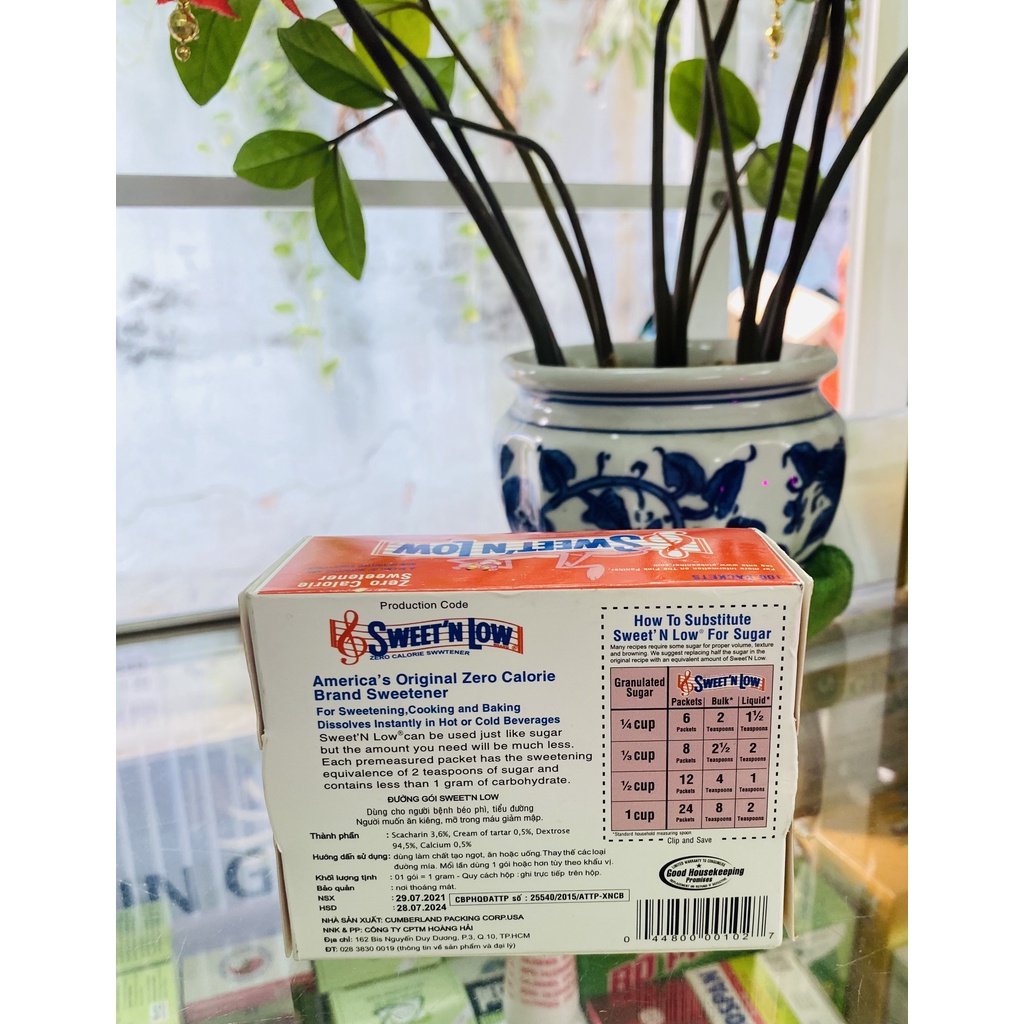 SWEET'N LOW
Zero Calorie
Sweetener
100 PACKETS
Production Code
SWEET'N LOW®
ZERO CALORIE SWWTENER
America's Original Zero Calorie
Brand Sweetener
For Sweetening,Cooking and Baking
Dissolves Instantly in Hot or Cold Beverages
Sweet'N Low® can be used just like sugar
but the amount you need will be much less.
Each premeasured packet has the sweetening
equivalence of 2 teaspoons of sugar and
contains less than 1 gram of carbohydrate.
ĐƯỜNG GÓI SWEET'N LOW
Dùng cho người bệnh béo phì, tiểu đường
Người muốn ăn kiêng, mỡ trong máu giảm mập.
Thành phần : Scacharin 3,6%, Cream of tartar 0,5%, Dextrose
94,5%, Calcium 0,5%
Hướng dẫn sử dụng: dùng làm chất tạo ngọt, ăn hoặc uống.Thay thế các loại
đường mía. Mỗi lần dùng 1 gói hoặc hơn tùy theo khẩu vị.
Khối lượng tịnh : 01 gói = 1 gram - Quy cách hộp : ghi trực tiếp trên hộp.
Bảo quản : nơi thoáng mát.
NSX : 29.07.2021
HSD : 28.07.2024
CBPHQĐATTP số : 25540/2015/ATTP-XNCB
NHÀ SẢN XUẤT: CUMBERLAND PACKING CORP.USA
NNK & PP: CÔNG TY CPTM HOÀNG HẢI
Địa chỉ: 162 Bis Nguyễn Duy Dương, P.3, Q.10, TP.HCM
ĐT: 028 3830 0019 (thông tin về sản phẩm và đại lý)
How To Substitute
Sweet'N Low® For Sugar
Many recipes require some sugar for proper volume, texture
and browning. We suggest replacing half the sugar in the
original recipe with an equivalent amount of Sweet'N Low.
Granulated Sugar SWEET'N LOW
Packets Bulk* Liquid*
¼ cup 6 Packets 2 Teaspoons 1½ Teaspoons
⅓ cup 8 Packets 2½ Teaspoons 2 Teaspoons
½ cup 12 Packets 4 Teaspoons 1 Teaspoons
1 cup 24 Packets 8 Teaspoons 2 Teaspoons
*Standard household measuring spoon
Clip and Save
LIMITED WARRANTY TO CONSUMERS
Good Housekeeping
Promises
REPLACEMENT OR REFUND IF DEFECTIVE
0 44800 00102 7